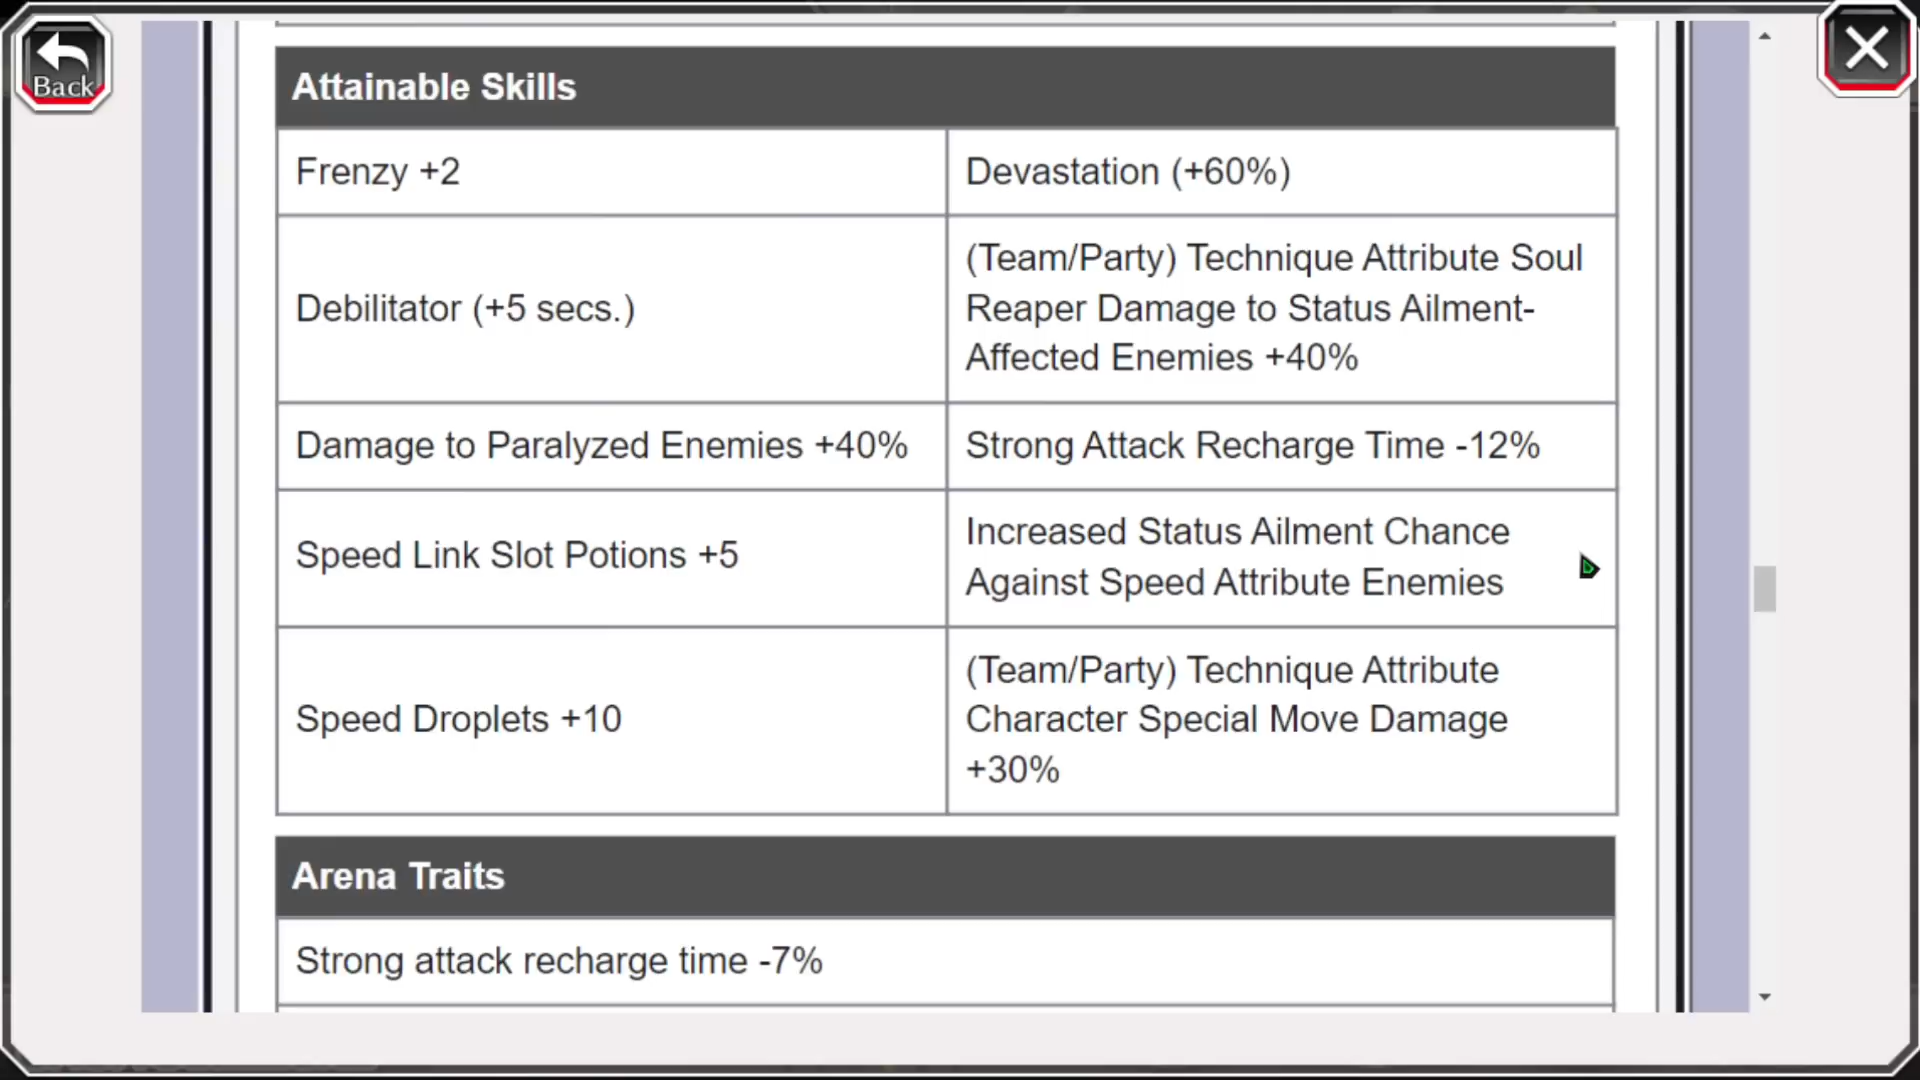 Back
Attainable Skills
Frenzy +2
Devastation (+60%)
Debilitator (+5 secs.)
(Team/Party) Technique Attribute Soul
Reaper Damage to Status Ailment-
Affected Enemies +40%
Damage to Paralyzed Enemies +40%
Strong Attack Recharge Time -12%
Speed Link Slot Potions +5
Increased Status Ailment Chance
Against Speed Attribute Enemies
Speed Droplets +10
(Team/Party) Technique Attribute
Character Special Move Damage
+30%
Arena Traits
Strong attack recharge time -7%